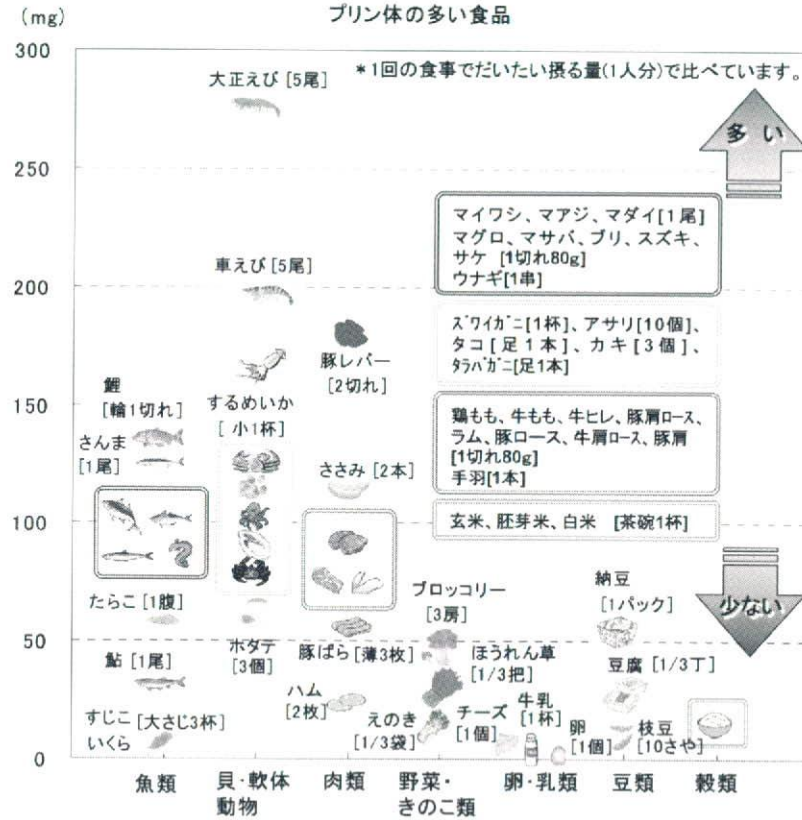 (mg)
プリン体の多い食品
300
250
200
150
100
50
0
*1回の食事でだいたい摂る量(1人分)で比べています。
多い
大正えび[5尾]
車えび[5尾]
豚レバー
[2切れ]
鯉
[輪1切れ]
するめいか
[小1杯]
さんま
[1尾]
ささみ[2本]
マイワシ、マアジ、マダイ[1尾]
マグロ、マサバ、ブリ、スズキ、
サケ [1切れ80g]
ウナギ[1串]
ズワイガニ[1杯]、アサリ[10個]、
タコ[足1本]、カキ[3個]、
タラバガニ[足1本]
鶏もも、牛もも、牛ヒレ、豚肩ロース、
ラム、豚ロース、牛肩ロース、豚肩
[1切れ80g]
手羽[1本]
玄米、胚芽米、白米 [茶碗1杯]
少ない
たらこ[1腹]
ブロッコリー
[3房]
納豆
[1パック]
鮎[1尾]
ホタテ
[3個]
豚ばら[薄3枚]
ほうれん草
[1/3把]
豆腐[1/3丁]
すじこ[大さじ3杯]
いくら
ハム
[2枚]
えのき
[1/3袋]
チーズ
[1個]
牛乳
[1杯]
卵
[1個]
枝豆
[10さや]
魚類
貝・軟体
動物
肉類
野菜・
きのこ類
卵・乳類
豆類
穀類